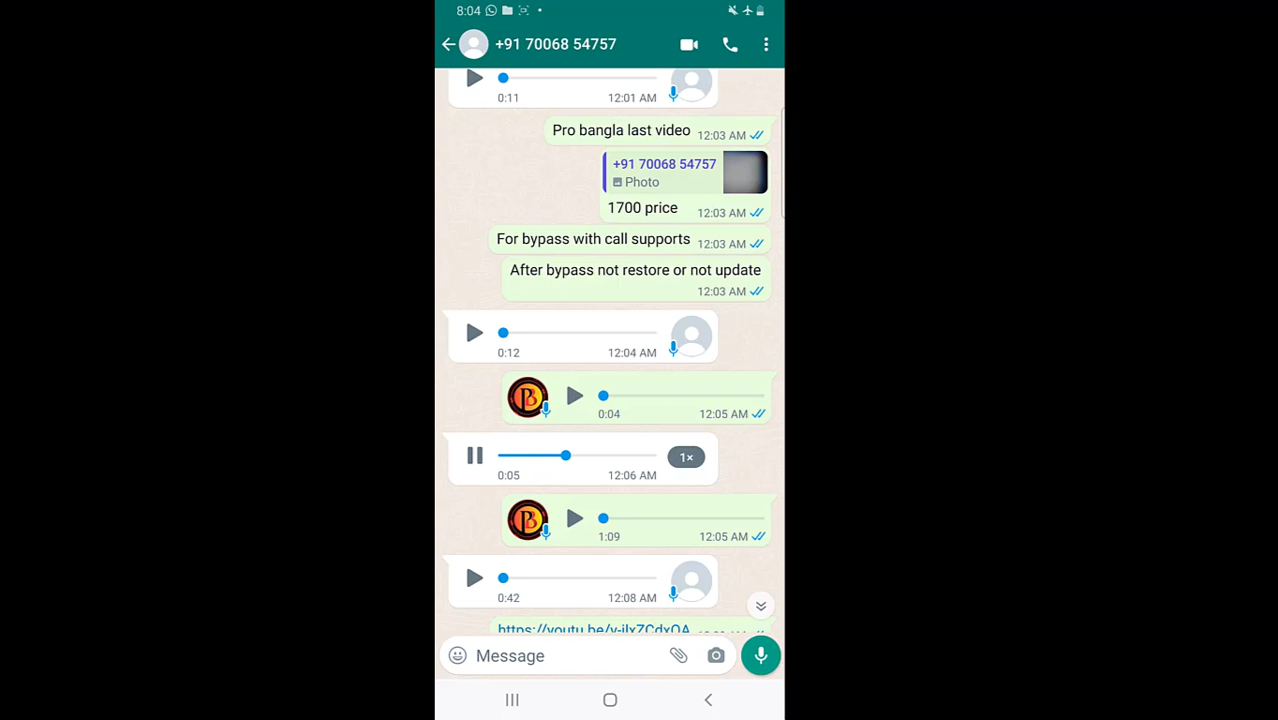 8:04
+91 70068 54757
0:11 12:01 AM
Pro bangla last video 12:03 AM
+91 70068 54757
Photo
1700 price 12:03 AM
For bypass with call supports 12:03 AM
After bypass not restore or not update
12:03 AM
0:12 12:04 AM
PB
0:04 12:05 AM
1×
0:05 12:06 AM
PB
1:09 12:05 AM
0:42 12:08 AM
Message